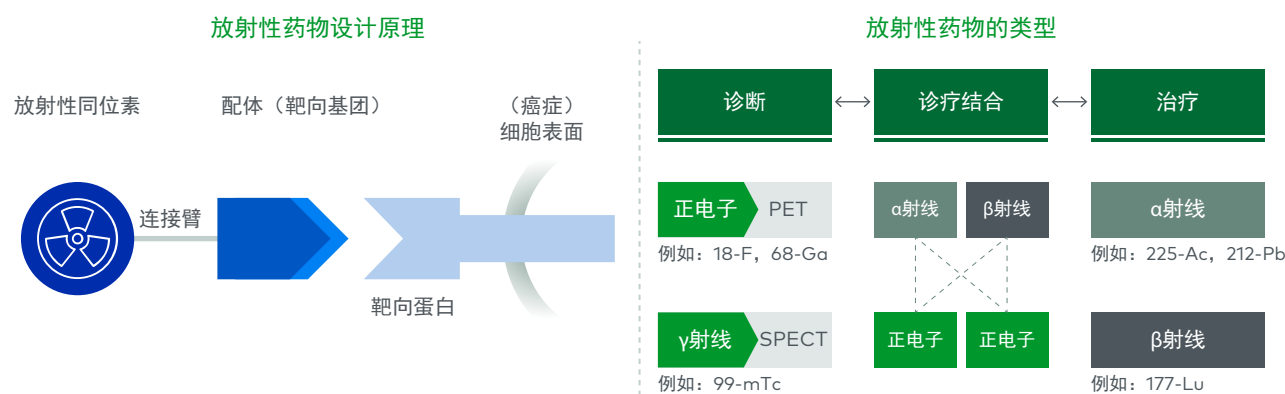 放射性药物设计原理
放射性同位素
配体（靶向基团）
（癌症）
细胞表面
连接臂
靶向蛋白
放射性药物的类型
诊断
诊疗结合
治疗
正电子
PET
例如：18-F，68-Ga
α射线
β射线
α射线
例如：225-Ac，212-Pb
γ射线
SPECT
例如：99-mTc
正电子
正电子
β射线
例如：177-Lu